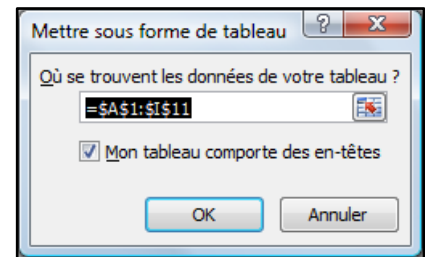 Mettre sous forme de tableau
Où se trouvent les données de votre tableau ?
=$A$1:$I$11
Mon tableau comporte des en-têtes
OK
Annuler